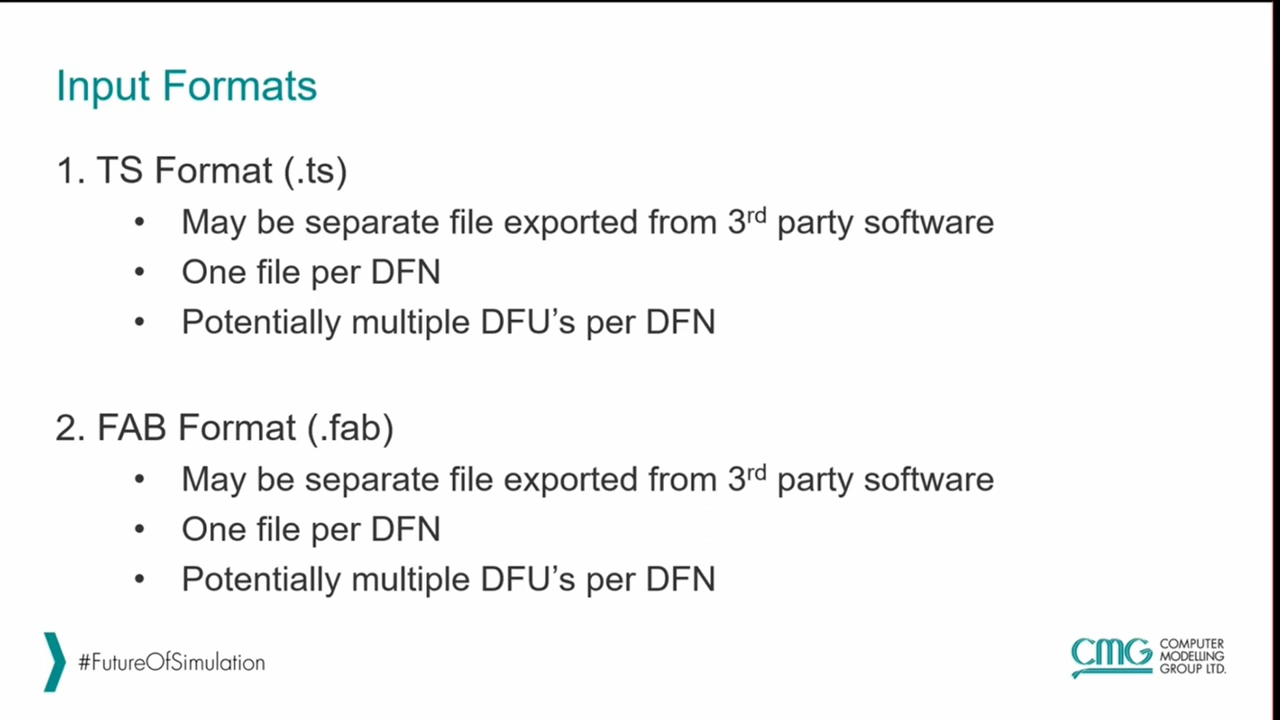 Input Formats
1. TS Format (.ts)
• May be separate file exported from 3rd party software
• One file per DFN
• Potentially multiple DFU’s per DFN
2. FAB Format (.fab)
• May be separate file exported from 3rd party software
• One file per DFN
• Potentially multiple DFU’s per DFN
#FutureOfSimulation
CMG
COMPUTER
MODELLING
GROUP LTD.